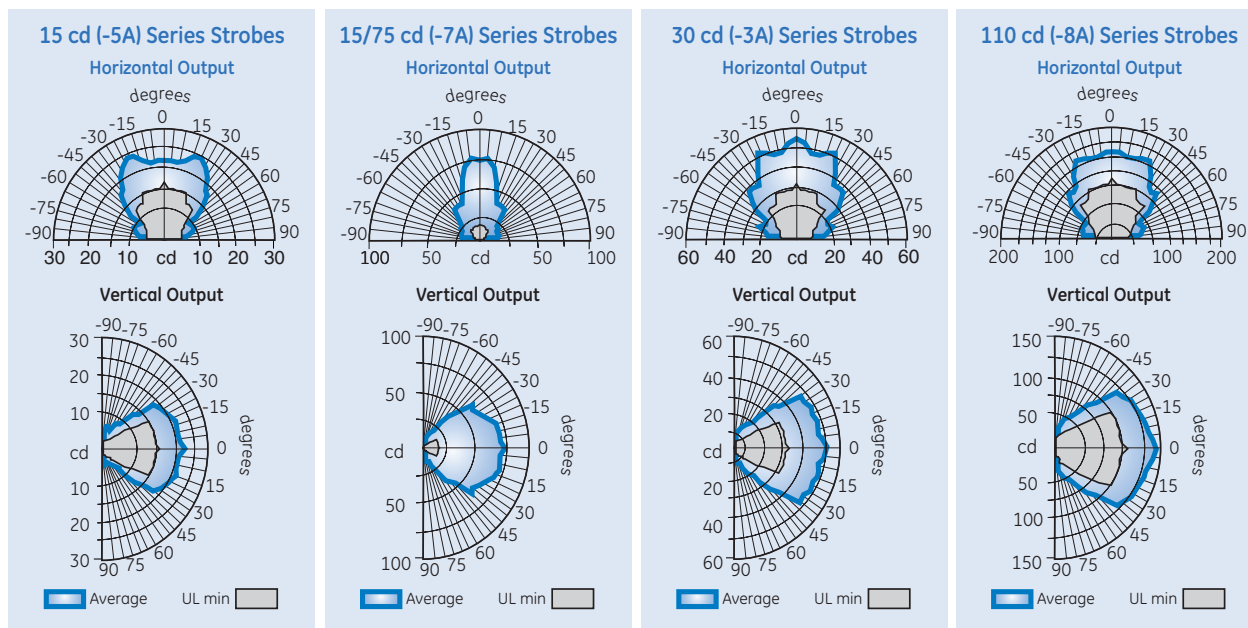 15 cd (-5A) Series Strobes
Horizontal Output
degrees
-90 -75 -60 -45 -30 -15 0 15 30 45 60 75 90
30 20 10 cd 10 20 30
Vertical Output
30 20 10 cd 10 20 30
-90 -75 -60 -45 -30 -15 0 15 30 45 60 75 90
degrees
Average UL min
15/75 cd (-7A) Series Strobes
Horizontal Output
degrees
-90 -75 -60 -45 -30 -15 0 15 30 45 60 75 90
100 50 cd 50 100
Vertical Output
100 50 cd 50 100
-90 -75 -60 -45 -30 -15 0 15 30 45 60 75 90
degrees
Average UL min
30 cd (-3A) Series Strobes
Horizontal Output
degrees
-90 -75 -60 -45 -30 -15 0 15 30 45 60 75 90
60 40 20 cd 20 40 60
Vertical Output
60 40 20 cd 20 40 60
-90 -75 -60 -45 -30 -15 0 15 30 45 60 75 90
degrees
Average UL min
110 cd (-8A) Series Strobes
Horizontal Output
degrees
-90 -75 -60 -45 -30 -15 0 15 30 45 60 75 90
200 100 cd 100 200
Vertical Output
150 100 50 cd 50 100 150
-90 -75 -60 -45 -30 -15 0 15 30 45 60 75 90
degrees
Average UL min